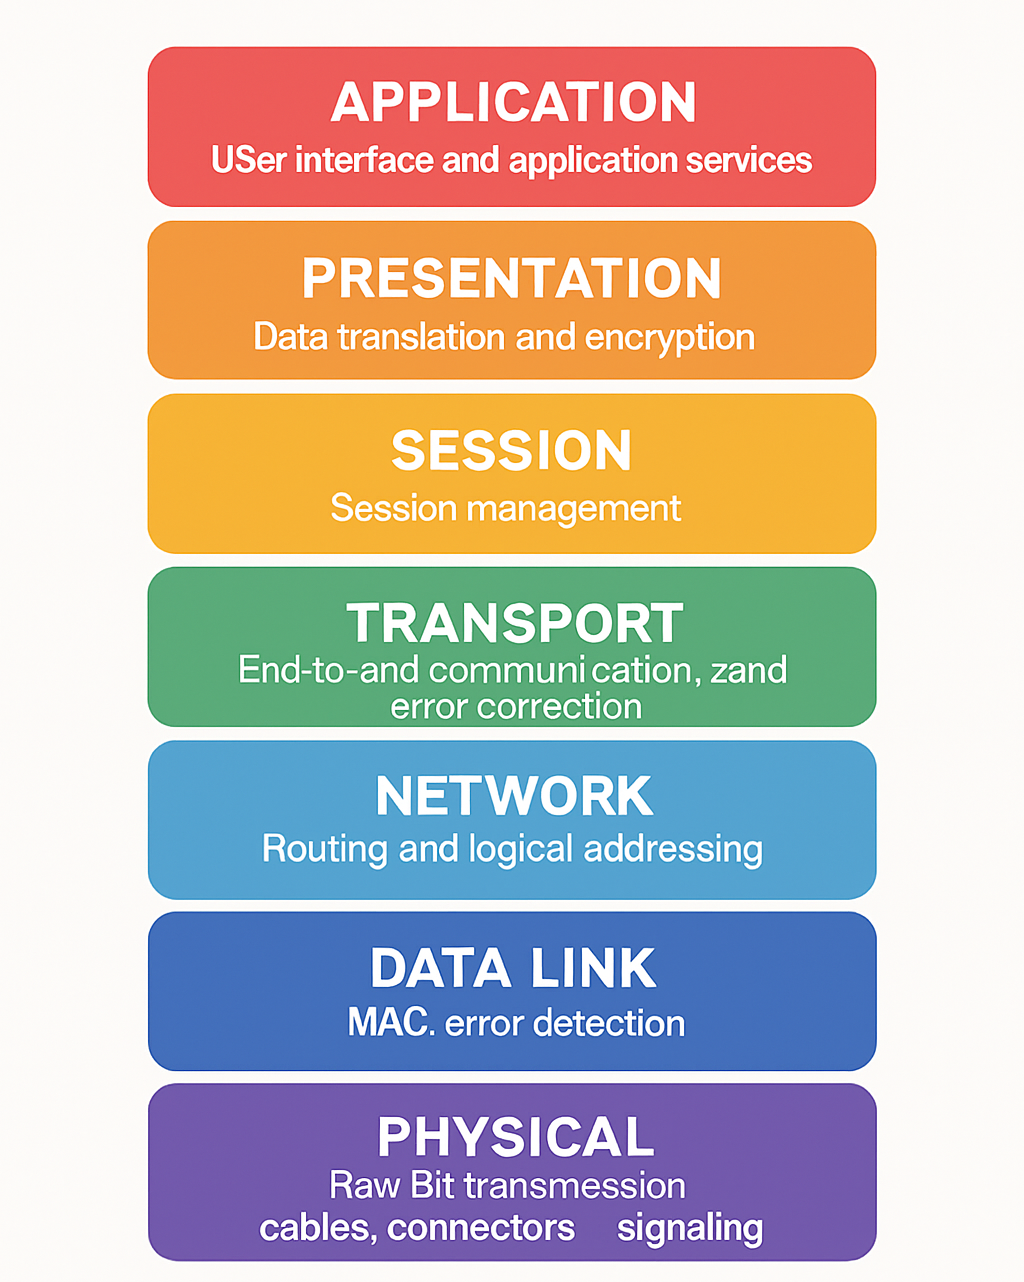 APPLICATION
USer interface and application services
PRESENTATION
Data translation and encryption
SESSION
Session management
TRANSPORT
End-to-and communi cation, zand
error correction
NETWORK
Routing and logical addressing
DATA LINK
MAC. error detection
PHYSICAL
Raw Bit transmession
cables, connectors signaling